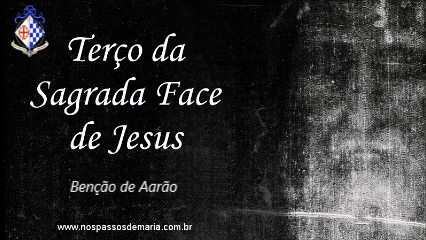 Terço da
Sagrada Face
de Jesus
Benção de Aarão
www.nospassosdemaria.com.br